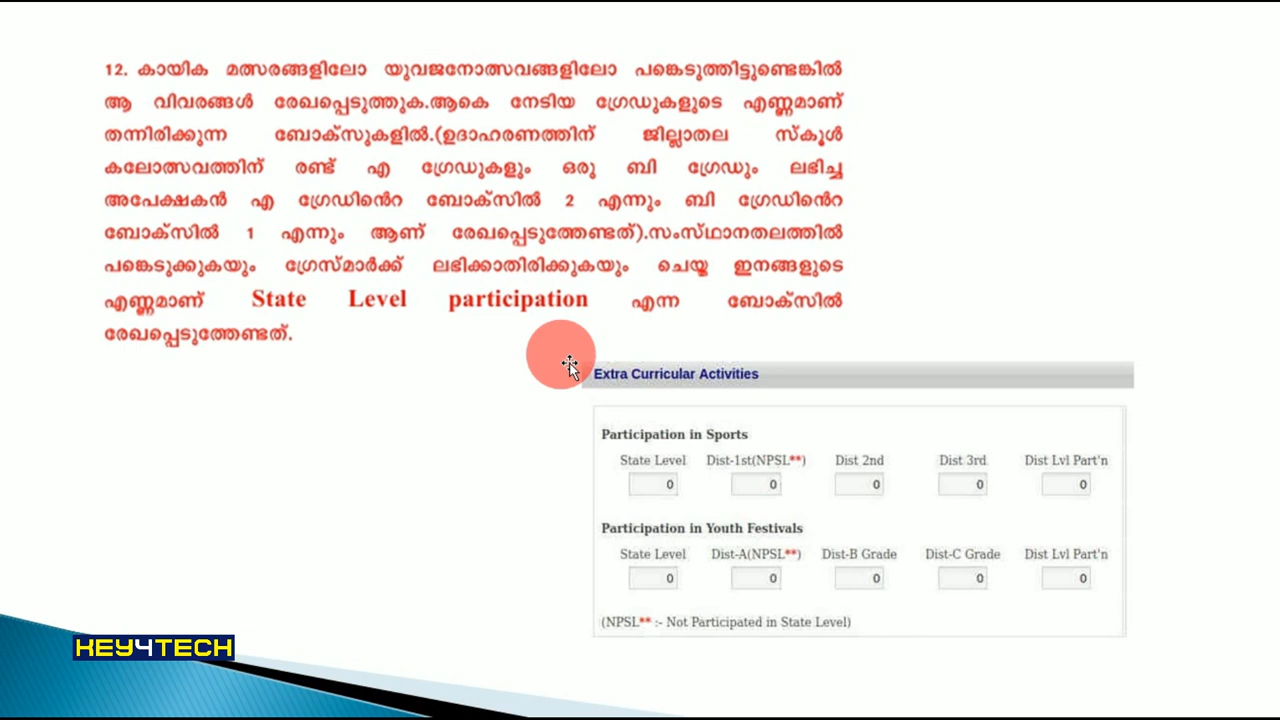 12. കായിക മത്സരങ്ങളിലോ യുവജനോത്സവങ്ങളിലോ പങ്കെടുത്തിട്ടുണ്ടെങ്കിൽ
ആ വിവരങ്ങൾ രേഖപ്പെടുത്തുക.ആകെ നേടിയ ഗ്രേഡുകളുടെ എണ്ണമാണ്
തന്നിരിക്കുന്ന ബോക്സുകളിൽ.(ഉദാഹരണത്തിന് ജില്ലാതല സ്കൂൾ
കലോത്സവത്തിന് രണ്ട് എ ഗ്രേഡുകളും ഒരു ബി ഗ്രേഡും ലഭിച്ച
അപേക്ഷകൻ എ ഗ്രേഡിൻെറ ബോക്സിൽ 2 എന്നും ബി ഗ്രേഡിൻെറ
ബോക്സിൽ 1 എന്നും ആണ് രേഖപ്പെടുത്തേണ്ടത്).സംസ്ഥാനതലത്തിൽ
പങ്കെടുക്കുകയും ഗ്രേസ്മാർക്ക് ലഭിക്കാതിരിക്കുകയും ചെയ്ത ഇനങ്ങളുടെ
എണ്ണമാണ് State Level participation എന്ന ബോക്സിൽ
രേഖപ്പെടുത്തേണ്ടത്.
Extra Curricular Activities
Participation in Sports
State Level Dist-1st(NPSL**) Dist 2nd Dist 3rd Dist Lvl Part'n
0 0 0 0 0
Participation in Youth Festivals
State Level Dist-A(NPSL**) Dist-B Grade Dist-C Grade Dist Lvl Part'n
0 0 0 0 0
(NPSL** :- Not Participated in State Level)
KEY4TECH